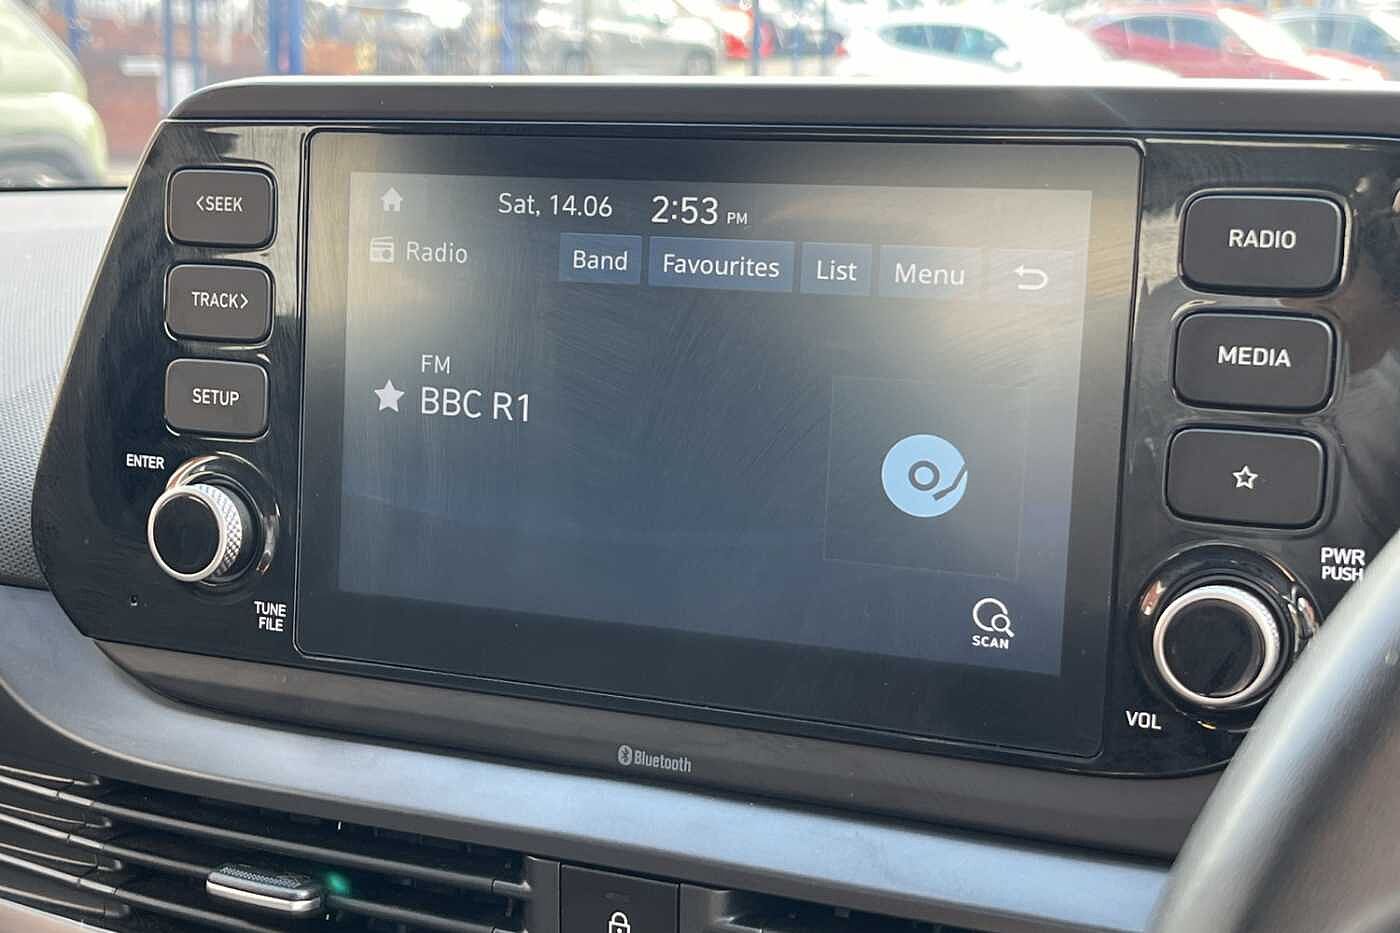 <SEEK
TRACK>
SETUP
ENTER
TUNE
FILE
Sat, 14.06 2:53 PM
Radio
Band Favourites List Menu
FM
BBC R1
SCAN
Bluetooth
RADIO
MEDIA
PWR
PUSH
VOL